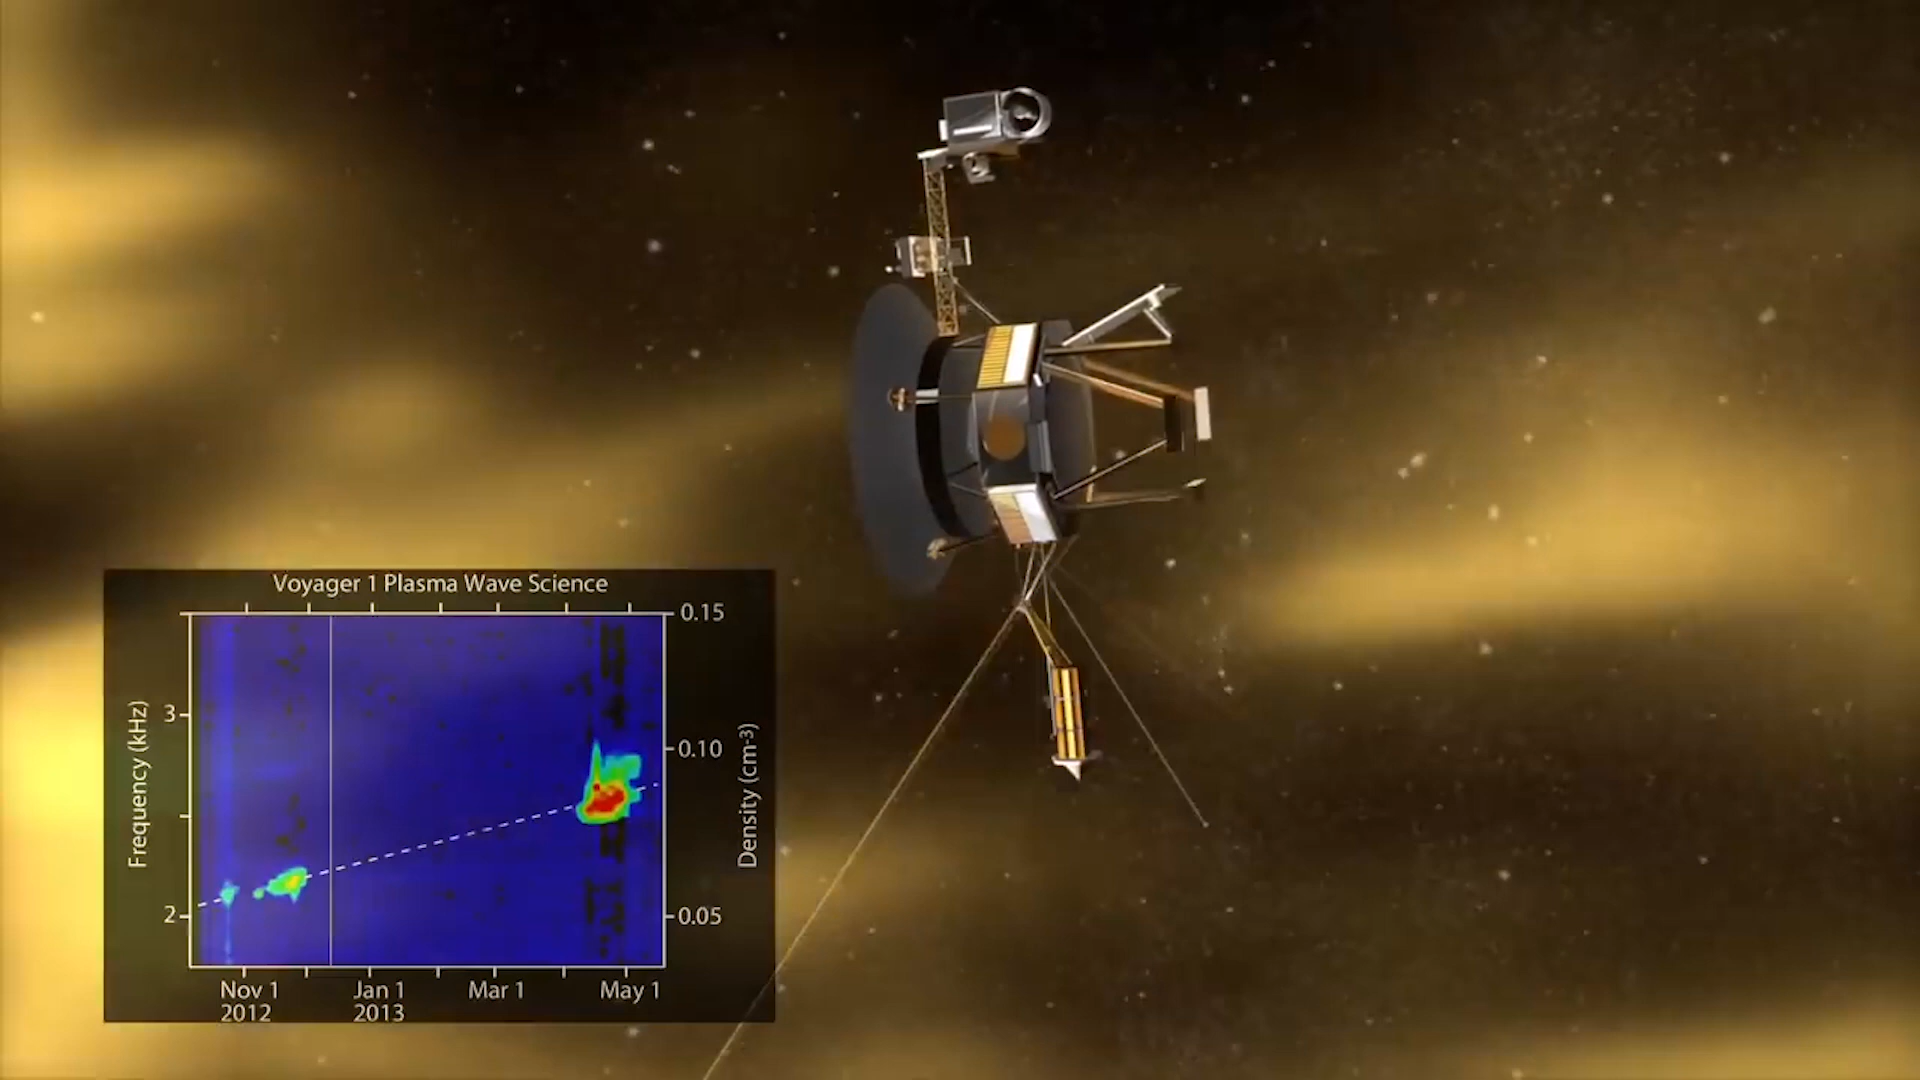 Voyager 1 Plasma Wave Science
0.15
3
0.10
Frequency (kHz)
Density (cm-3)
2
0.05
Nov 1 Jan 1 Mar 1 May 1
2012 2013